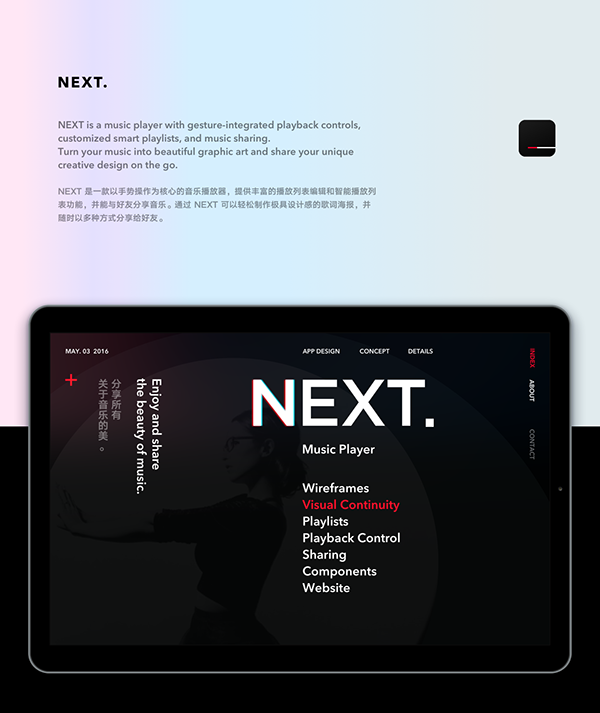 NEXT.
NEXT is a music player with gesture-integrated playback controls,
customized smart playlists, and music sharing.
Turn your music into beautiful graphic art and share your unique
creative design on the go.
NEXT 是一款以手势操作为核心的音乐播放器，提供丰富的播放列表编辑和智能播放列
表功能，并能与好友分享音乐。通过 NEXT 可以轻松制作极具设计感的歌词海报，并
随时以多种方式分享给好友。
MAY. 03 2016
APP DESIGN
CONCEPT
DETAILS
INDEX
ABOUT
CONTACT
+
Enjoy and share
the beauty of music.
分享所有
关于音乐的美。
NEXT.
Music Player
Wireframes
Visual Continuity
Playlists
Playback Control
Sharing
Components
Website